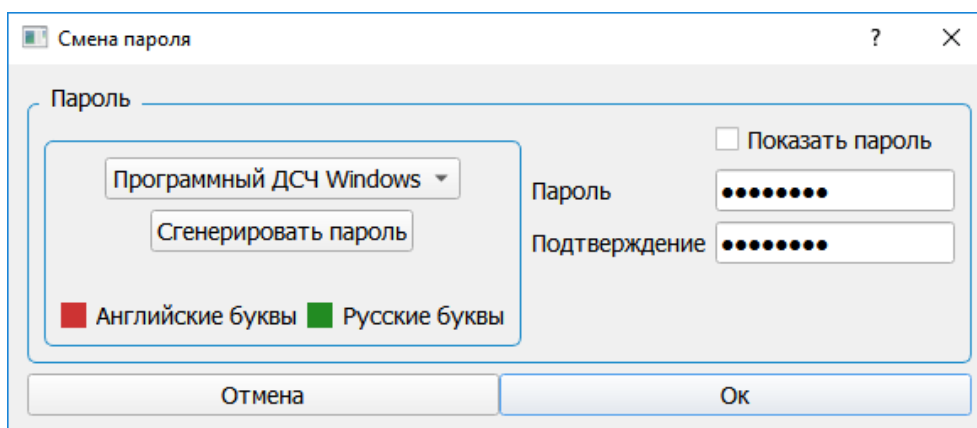 Смена пароля ?
Пароль
Программный ДСЧ Windows
Сгенерировать пароль
Английские буквы Русские буквы
Показать пароль
Пароль ••••••••
Подтверждение ••••••••
Отмена Ок